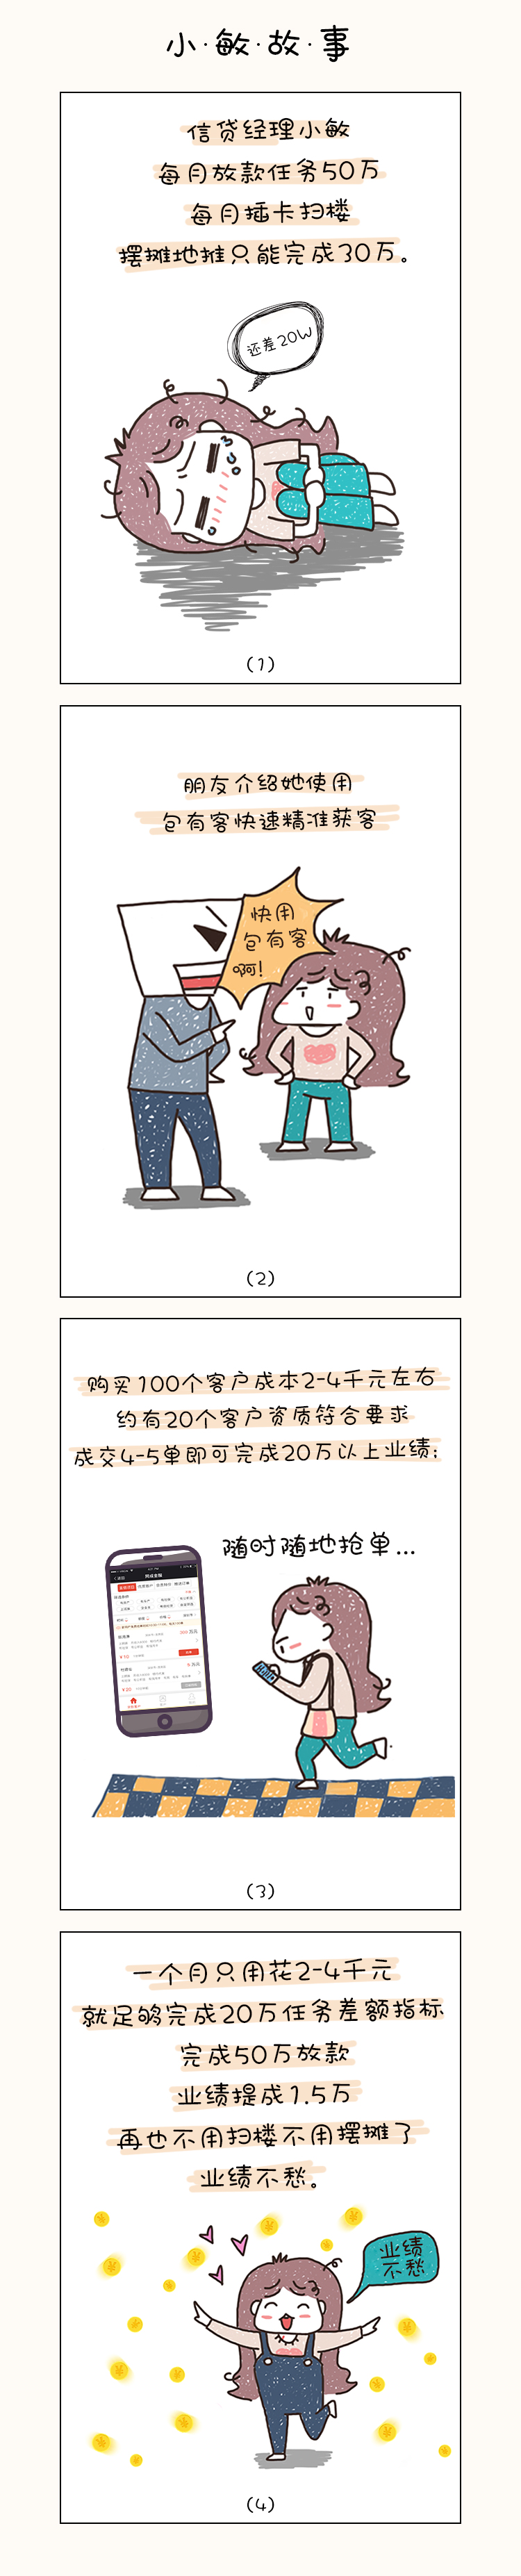 小·敏·故·事
信贷经理小敏
每月放款任务50万
每月插卡扫楼
摆摊地推只能完成30万。
还差20W
(1)
朋友介绍她使用
包有客快速精准获客
快用
包有客
啊!
(2)
购买100个客户成本2-4千元左右
约有20个客户资质符合要求
成交4-5单即可完成20万以上业绩;
随时随地抢单...
(3)
一个月只用花2-4千元
就足够完成20万任务差额指标
完成50万放款
业绩提成1.5万
再也不用扫楼不用摆摊了
业绩不愁。
业绩
不愁
(4)